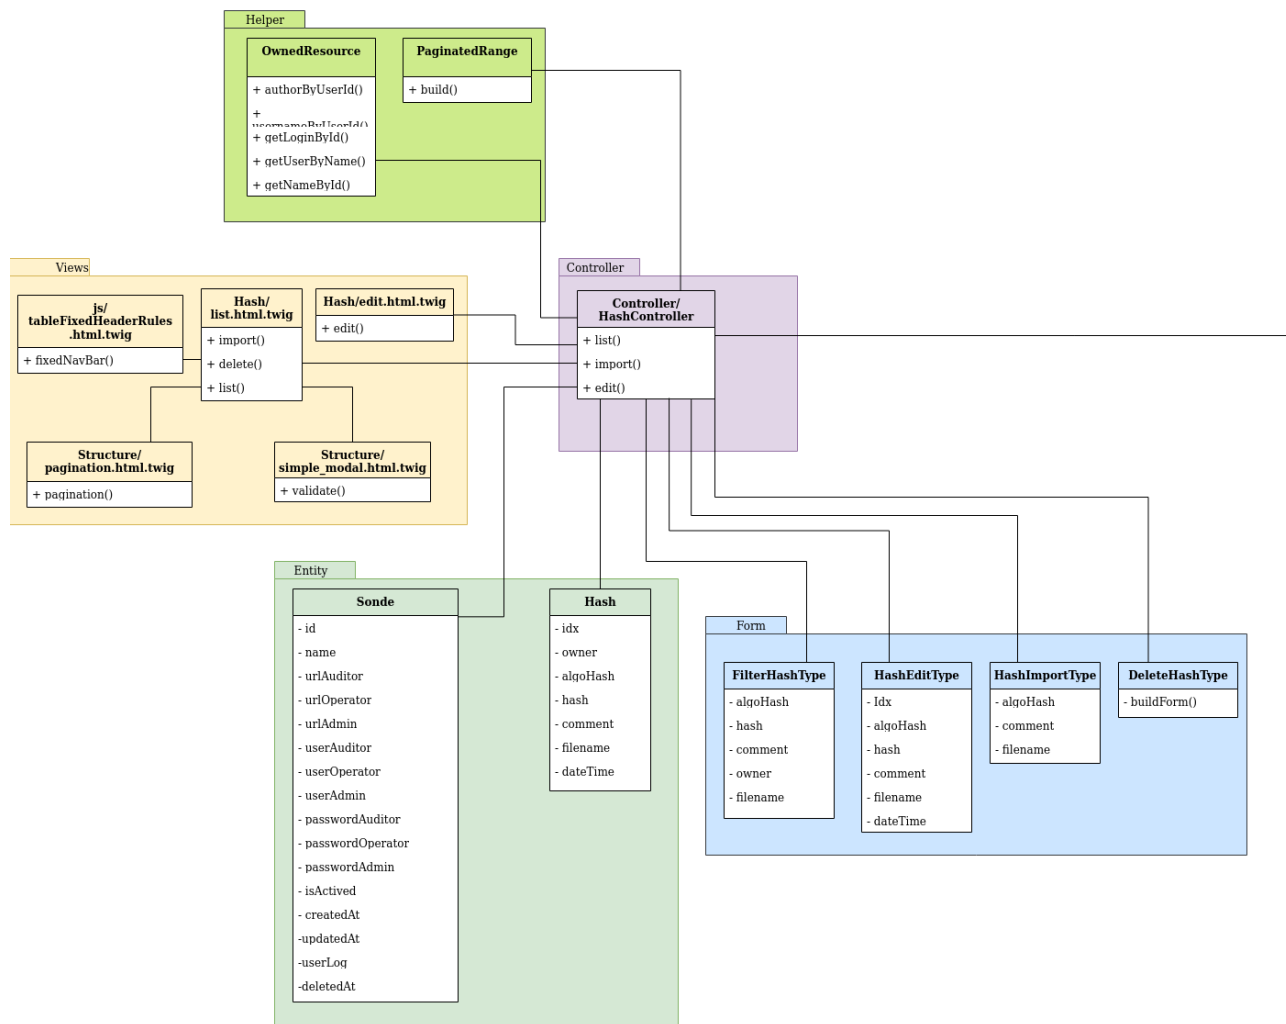 Helper
OwnedResource
+ authorByUserId()
+
usernameByUserId()
+ getLoginById()
+ getUserByName()
+ getNameById()
PaginatedRange
+ build()
Views
js/
tableFixedHeaderRules
.html.twig
+ fixedNavBar()
Hash/
list.html.twig
+ import()
+ delete()
+ list()
Hash/edit.html.twig
+ edit()
Structure/
pagination.html.twig
+ pagination()
Structure/
simple_modal.html.twig
+ validate()
Controller
Controller/
HashController
+ list()
+ import()
+ edit()
Entity
Sonde
- id
- name
- urlAuditor
- urlOperator
- urlAdmin
- userAuditor
- userOperator
- userAdmin
- passwordAuditor
- passwordOperator
- passwordAdmin
- isActived
- createdAt
-updatedAt
-userLog
-deletedAt
Hash
- idx
- owner
- algoHash
- hash
- comment
- filename
- dateTime
Form
FilterHashType
- algoHash
- hash
- comment
- owner
- filename
HashEditType
- Idx
- algoHash
- hash
- comment
- filename
- dateTime
HashImportType
- algoHash
- comment
- filename
DeleteHashType
- buildForm()